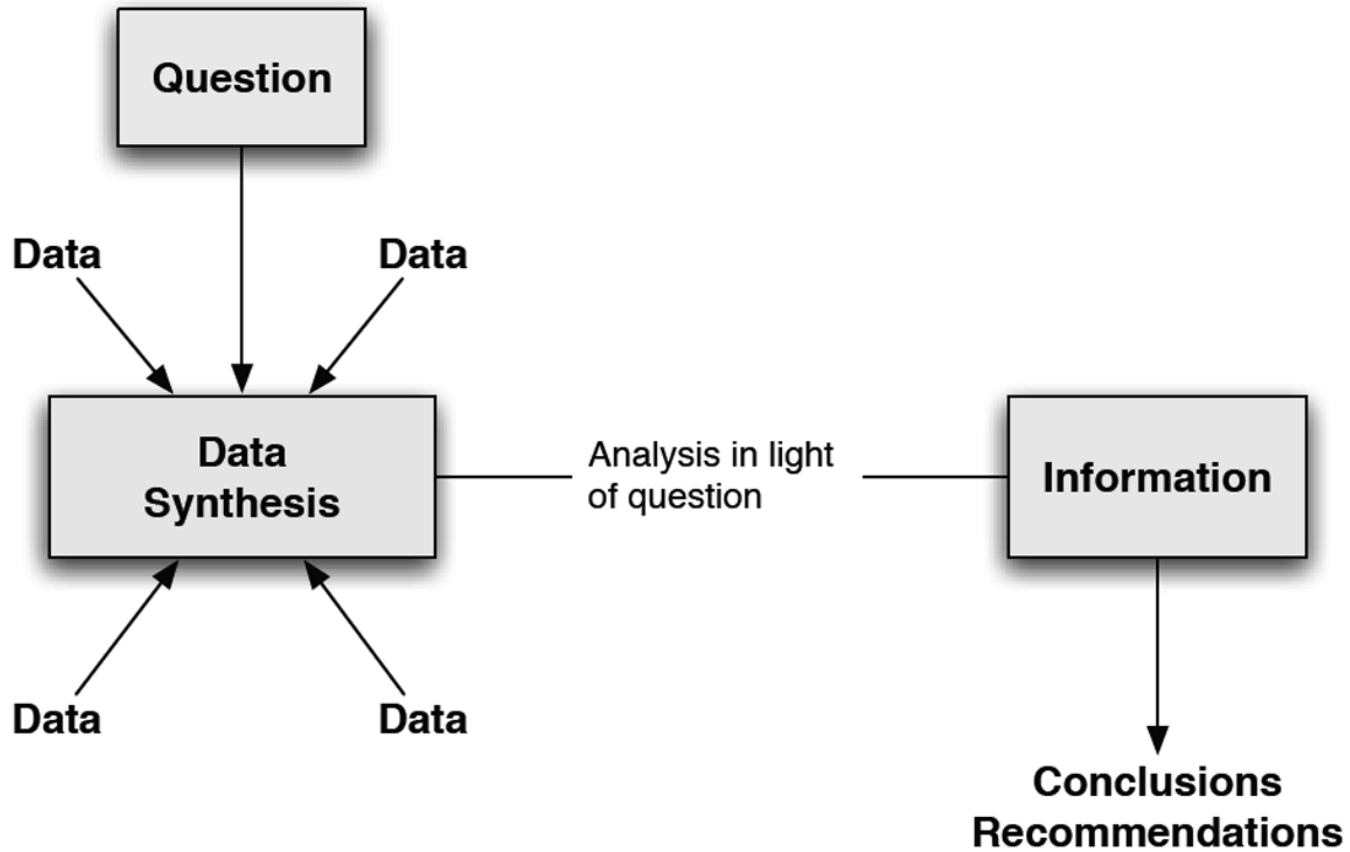 Question
Data
Data
Data
Synthesis
Analysis in light
of question
Information
Data
Data
Conclusions
Recommendations